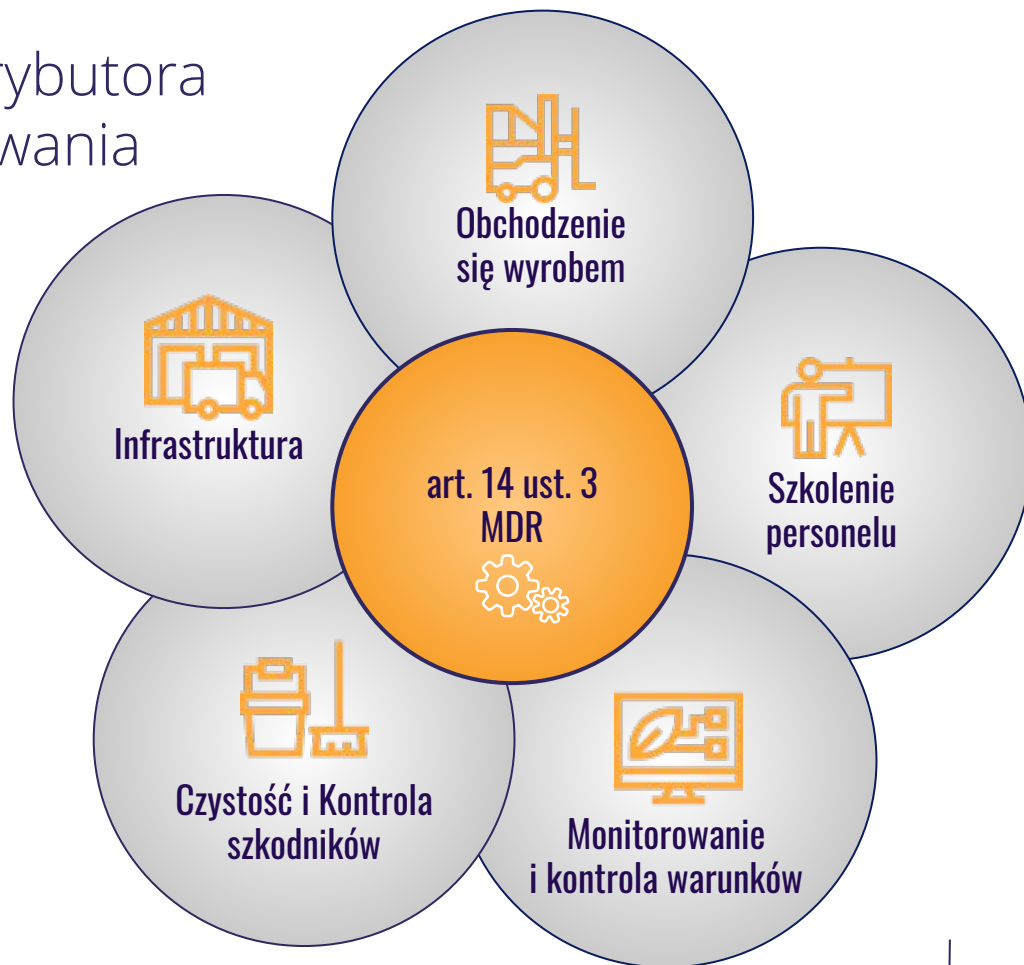 rybutora
wania
Obchodzenie
się wyrobem
Infrastruktura
art. 14 ust. 3
MDR
Szkolenie
personelu
Czystość i Kontrola
szkodników
Monitorowanie
i kontrola warunków